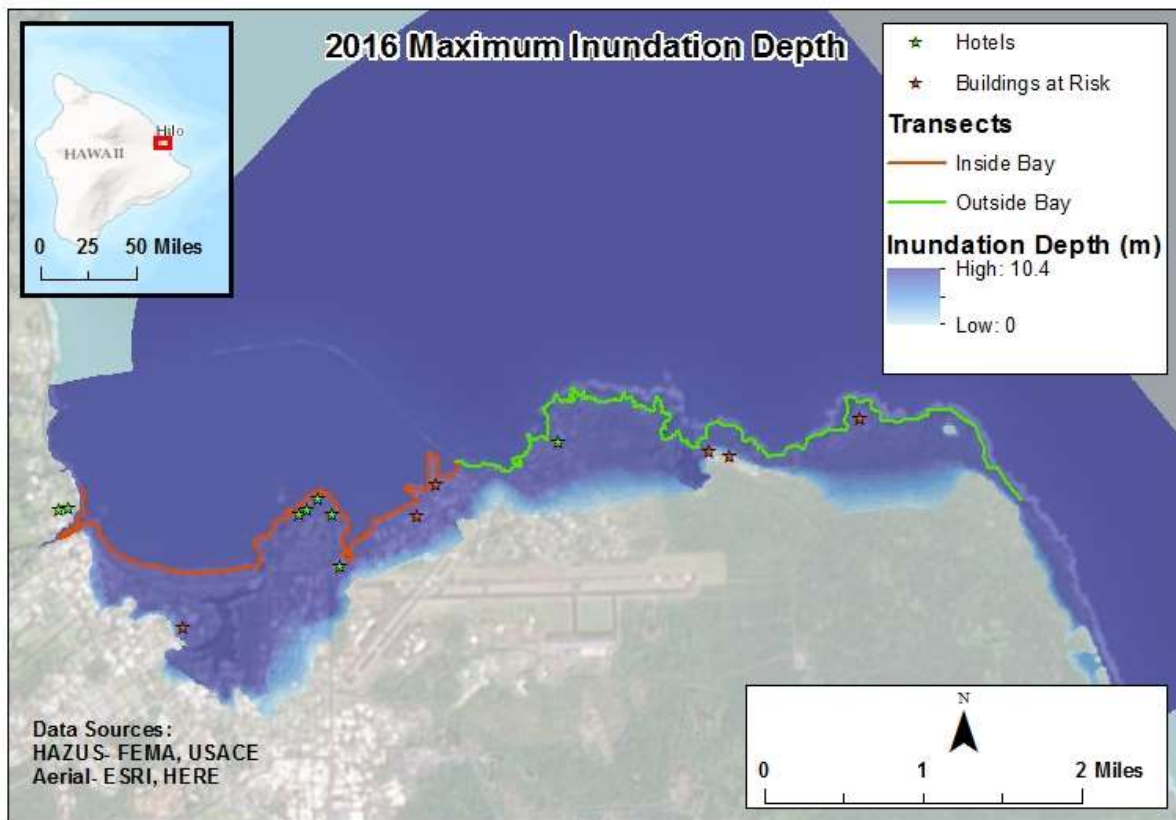 2016 Maximum Inundation Depth
Hilo
HAWAII
0 25 50 Miles
Hotels
Buildings at Risk
Transects
Inside Bay
Outside Bay
Inundation Depth (m)
High: 10.4
Low: 0
Data Sources:
HAZUS- FEMA, USACE
Aerial- ESRI, HERE
N
0 1 2 Miles